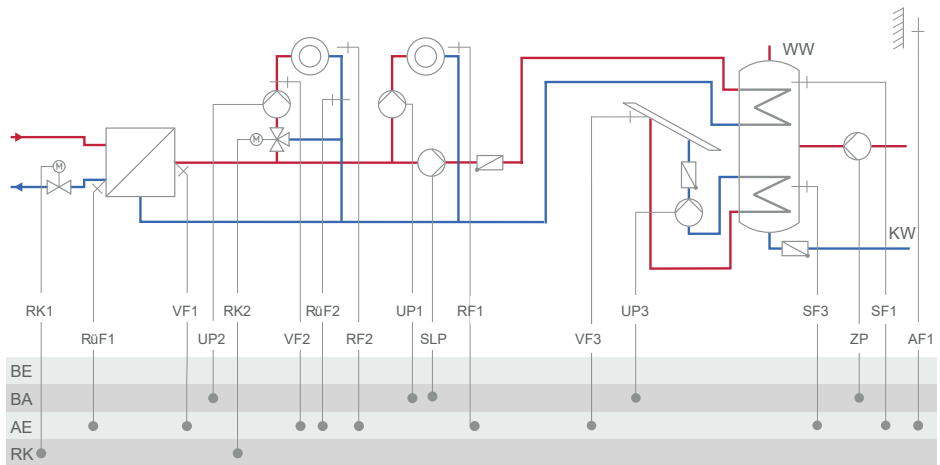 WW
M
M
KW
RK1 VF1 RK2 RüF2 UP1 RF1 UP3 SF3 SF1
RüF1 UP2 VF2 RF2 SLP VF3 ZP AF1
BE
BA
AE
RK